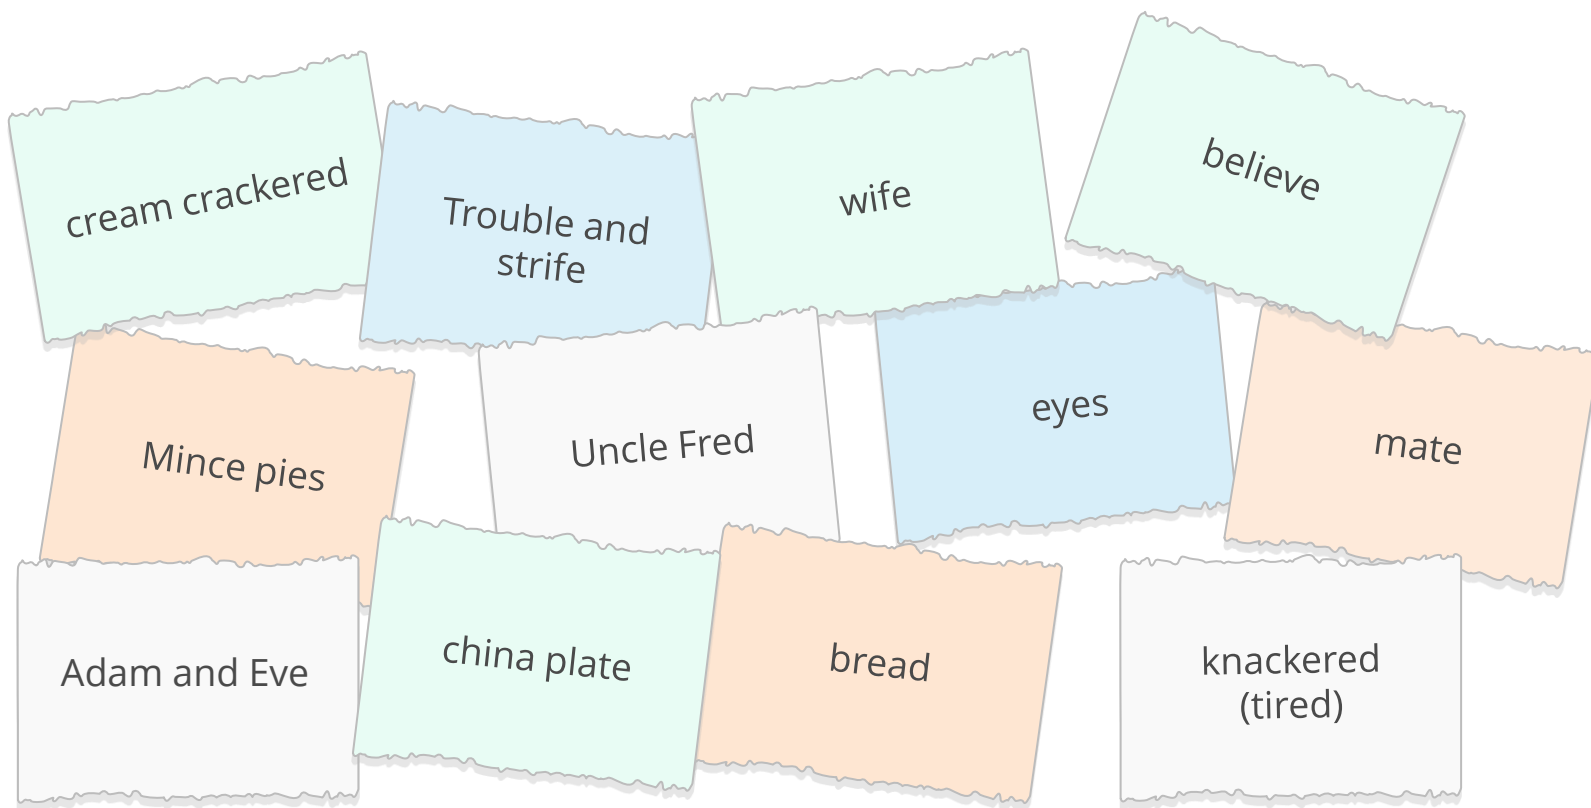 cream crackered
Trouble and
strife
wife
believe
Mince pies
Uncle Fred
eyes
mate
Adam and Eve
china plate
bread
knackered
(tired)